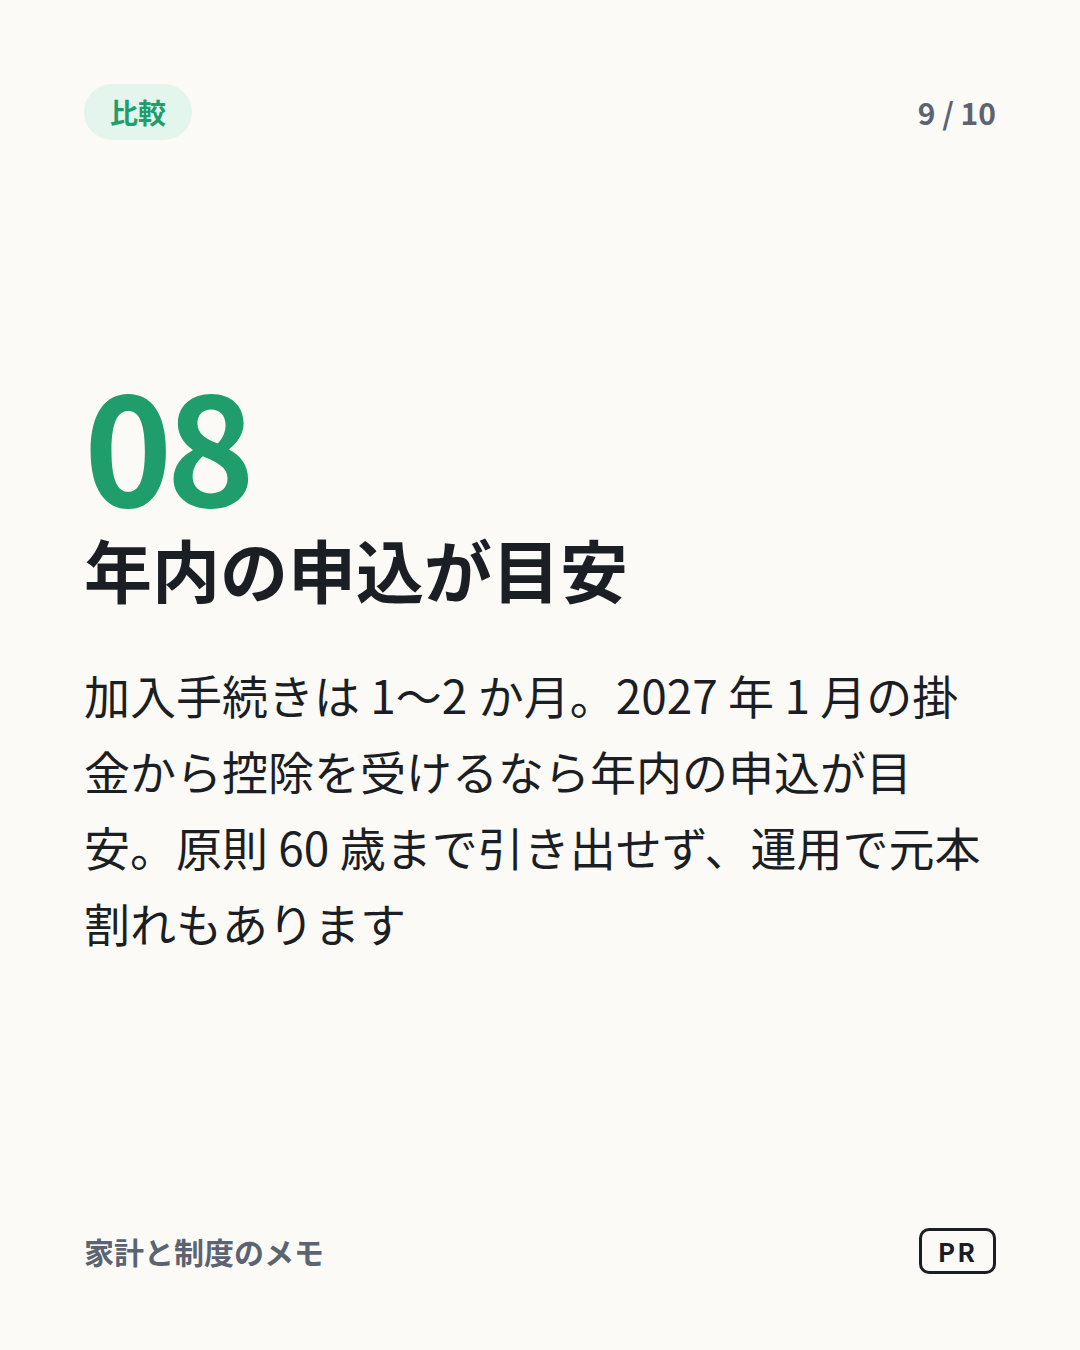 比較
9 / 10
08
年内の申込が目安
加入手続きは 1〜2 か月。2027 年 1 月の掛
金から控除を受けるなら年内の申込が目
安。原則 60 歳まで引き出せず、運用で元本
割れもあります
家計と制度のメモ
PR